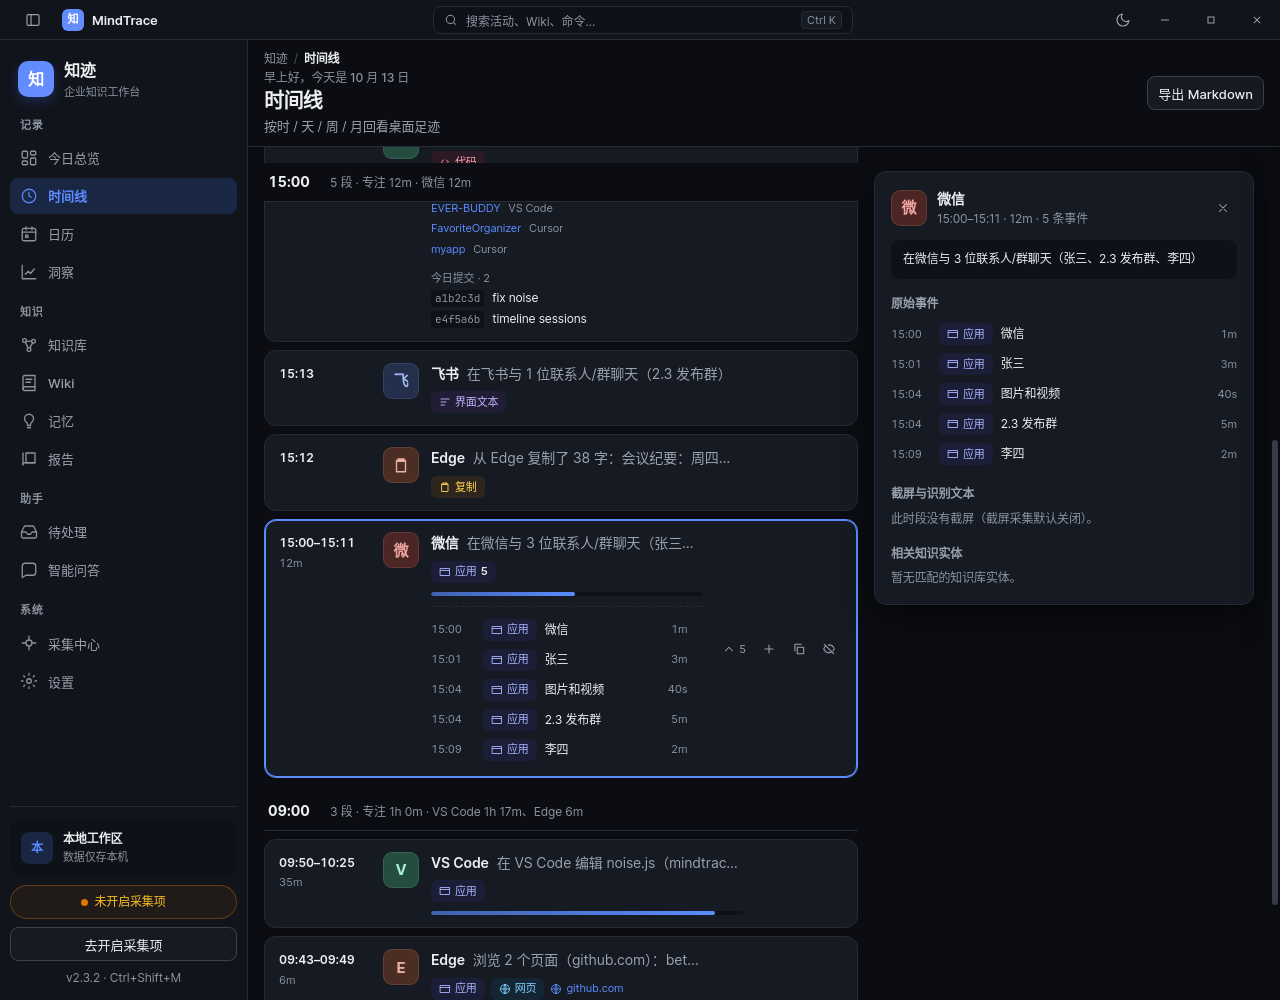 知 MindTrace
搜索活动、Wiki、命令... Ctrl K
知 知迹
企业知识工作台
记录
今日总览
时间线
日历
洞察
知识
知识库
Wiki
记忆
报告
助手
待处理
智能问答
系统
采集中心
设置
本 本地工作区
数据仅存本机
未开启采集项
去开启采集项
v2.3.2 · Ctrl+Shift+M
知迹 / 时间线
早上好，今天是 10 月 13 日
时间线
按时 / 天 / 周 / 月回看桌面足迹
导出 Markdown
代码
15:00 5 段 · 专注 12m · 微信 12m
EVER-BUDDY VS Code
FavoriteOrganizer Cursor
myapp Cursor
今日提交 · 2
a1b2c3d fix noise
e4f5a6b timeline sessions
15:13 飞 飞书 在飞书与 1 位联系人/群聊天（2.3 发布群）
界面文本
15:12 Edge 从 Edge 复制了 38 字：会议纪要：周四...
复制
15:00–15:11 微 微信 在微信与 3 位联系人/群聊天（张三...
12m 应用 5
15:00 应用 微信 1m
15:01 应用 张三 3m
15:04 应用 图片和视频 40s
15:04 应用 2.3 发布群 5m
15:09 应用 李四 2m
5
09:00 3 段 · 专注 1h 0m · VS Code 1h 17m、Edge 6m
09:50–10:25 V VS Code 在 VS Code 编辑 noise.js（mindtrac...
35m 应用
09:43–09:49 E Edge 浏览 2 个页面（github.com）：bet...
6m 应用 网页 github.com
微 微信
15:00–15:11 · 12m · 5 条事件
在微信与 3 位联系人/群聊天（张三、2.3 发布群、李四）
原始事件
15:00 应用 微信 1m
15:01 应用 张三 3m
15:04 应用 图片和视频 40s
15:04 应用 2.3 发布群 5m
15:09 应用 李四 2m
截屏与识别文本
此时段没有截屏（截屏采集默认关闭）。
相关知识实体
暂无匹配的知识库实体。